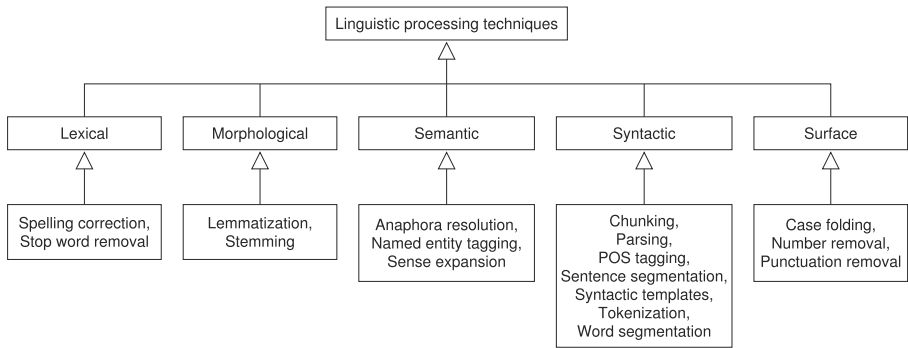 Linguistic processing techniques
Lexical
Morphological
Semantic
Syntactic
Surface
Spelling correction,
Stop word removal
Lemmatization,
Stemming
Anaphora resolution,
Named entity tagging,
Sense expansion
Chunking,
Parsing,
POS tagging,
Sentence segmentation,
Syntactic templates,
Tokenization,
Word segmentation
Case folding,
Number removal,
Punctuation removal